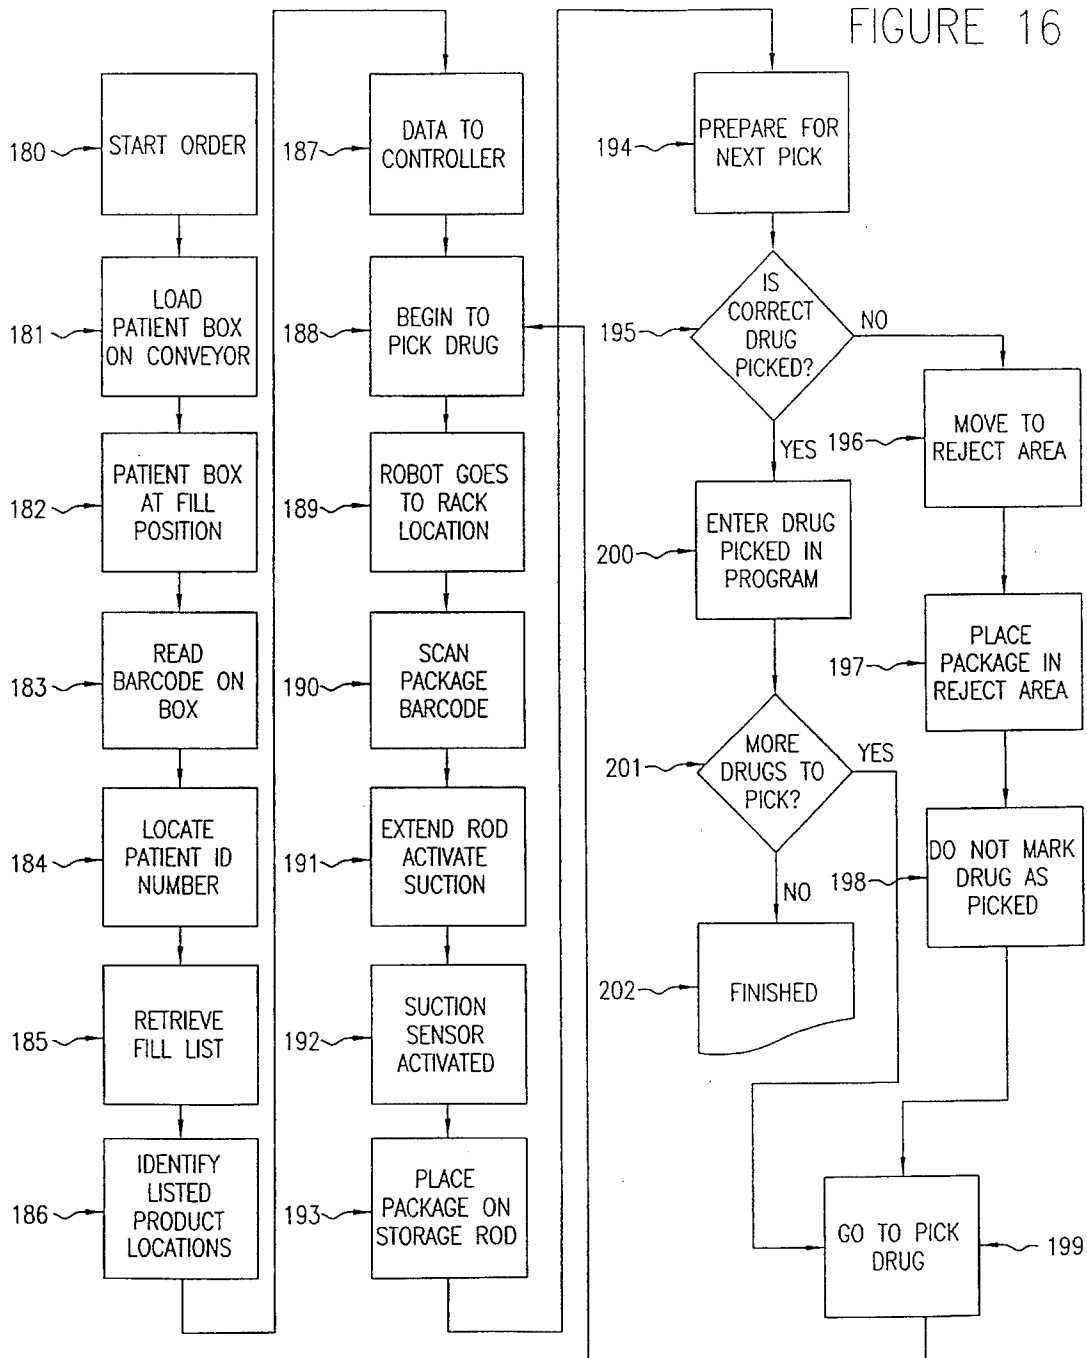 FIGURE 16
180
START ORDER
181
LOAD
PATIENT BOX
ON CONVEYOR
182
PATIENT BOX
AT FILL
POSITION
183
READ
BARCODE ON
BOX
184
LOCATE
PATIENT ID
NUMBER
185
RETRIEVE
FILL LIST
186
IDENTIFY
LISTED
PRODUCT
LOCATIONS
187
DATA TO
CONTROLLER
188
BEGIN TO
PICK DRUG
189
ROBOT GOES
TO RACK
LOCATION
190
SCAN
PACKAGE
BARCODE
191
EXTEND ROD
ACTIVATE
SUCTION
192
SUCTION
SENSOR
ACTIVATED
193
PLACE
PACKAGE ON
STORAGE ROD
194
PREPARE FOR
NEXT PICK
195
IS
CORRECT
DRUG
PICKED?
NO
YES
196
MOVE TO
REJECT AREA
197
PLACE
PACKAGE IN
REJECT AREA
198
DO NOT MARK
DRUG AS
PICKED
200
ENTER DRUG
PICKED IN
PROGRAM
201
MORE
DRUGS TO
PICK?
YES
NO
202
FINISHED
GO TO PICK
DRUG
199